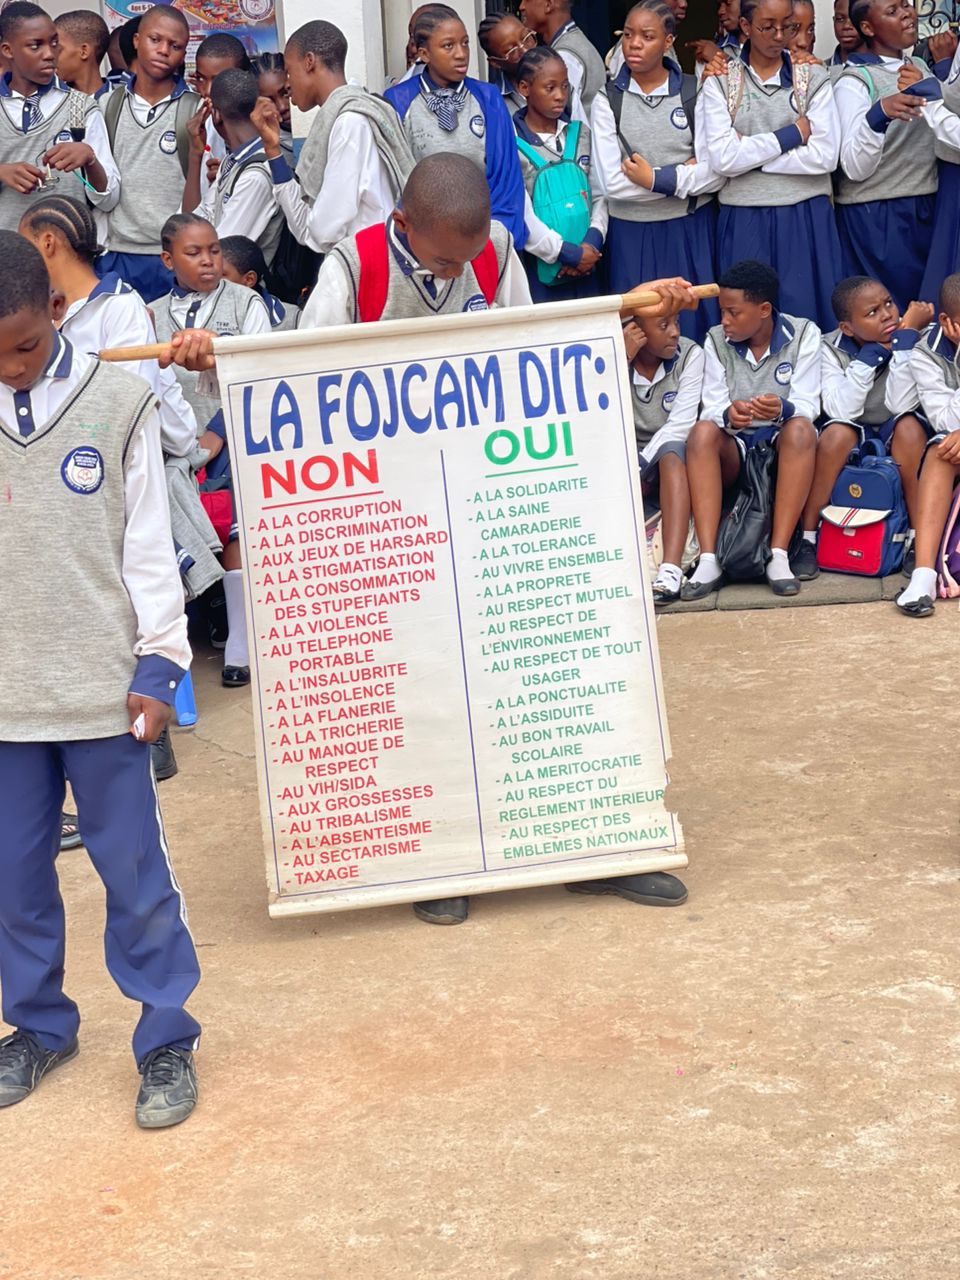 LA FOJCAM DIT:
NON
- A LA CORRUPTION
- A LA DISCRIMINATION
- AUX JEUX DE HARSARD
- A LA STIGMATISATION
- A LA CONSOMMATION
DES STUPEFIANTS
- A LA VIOLENCE
- AU TELEPHONE
PORTABLE
- A L'INSALUBRITE
- A L'INSOLENCE
- A LA FLANERIE
- A LA TRICHERIE
- AU MANQUE DE
RESPECT
-AU VIH/SIDA
- AUX GROSSESSES
- AU TRIBALISME
- A L'ABSENTEISME
- AU SECTARISME
- TAXAGE
OUI
- A LA SOLIDARITE
- A LA SAINE
CAMARADERIE
- A LA TOLERANCE
- AU VIVRE ENSEMBLE
- A LA PROPRETE
- AU RESPECT MUTUEL
- AU RESPECT DE
L'ENVIRONNEMENT
- AU RESPECT DE TOUT
USAGER
- A LA PONCTUALITE
- A L'ASSIDUITE
- AU BON TRAVAIL
SCOLAIRE
- A LA MERITOCRATIE
- AU RESPECT DU
REGLEMENT INTERIEUR
- AU RESPECT DES
EMBLEMES NATIONAUX